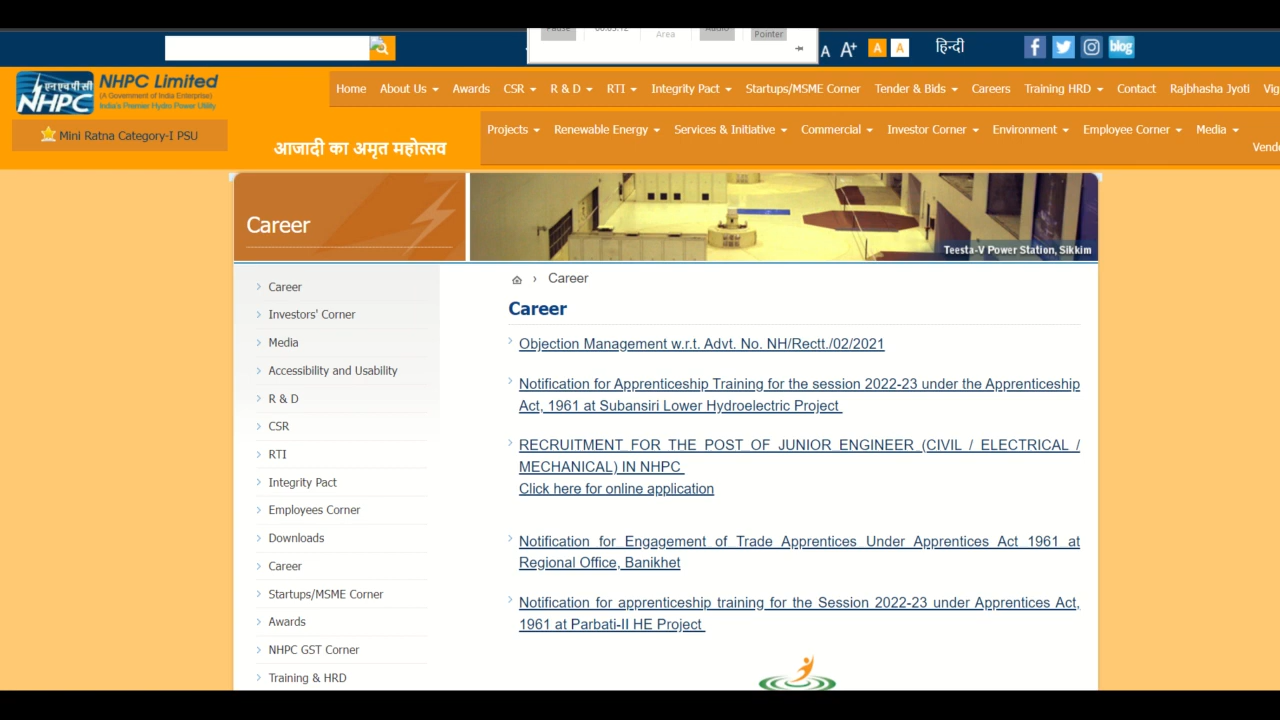 Pause
Area
Audio
Pointer
A A+ A A हिन्दी f blog
एनएचपीसी
NHPC
NHPC Limited
(A Government of India Enterprise)
India's Premier Hydro Power Utility
Mini Ratna Category-I PSU
आजादी का अमृत महोत्सव
Home About Us Awards CSR R & D RTI Integrity Pact Startups/MSME Corner Tender & Bids Careers Training HRD Contact Rajbhasha Jyoti Vig
Projects Renewable Energy Services & Initiative Commercial Investor Corner Environment Employee Corner Media
Vend
Career
Teesta-V Power Station, Sikkim
Career
Investors' Corner
Media
Accessibility and Usability
R & D
CSR
RTI
Integrity Pact
Employees Corner
Downloads
Career
Startups/MSME Corner
Awards
NHPC GST Corner
Training & HRD
› Career
Career
Objection Management w.r.t. Advt. No. NH/Rectt./02/2021
Notification for Apprenticeship Training for the session 2022-23 under the Apprenticeship
Act, 1961 at Subansiri Lower Hydroelectric Project
RECRUITMENT FOR THE POST OF JUNIOR ENGINEER (CIVIL / ELECTRICAL /
MECHANICAL) IN NHPC
Click here for online application
Notification for Engagement of Trade Apprentices Under Apprentices Act 1961 at
Regional Office, Banikhet
Notification for apprenticeship training for the Session 2022-23 under Apprentices Act,
1961 at Parbati-II HE Project